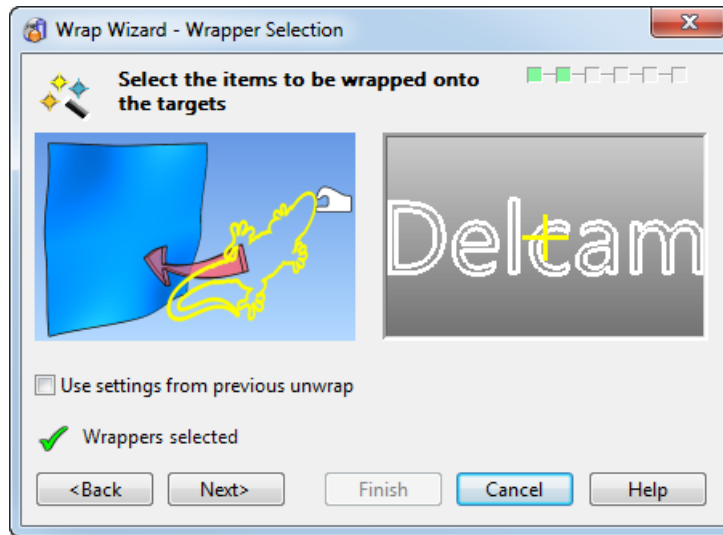 Wrap Wizard - Wrapper Selection
Select the items to be wrapped onto
the targets
Delcam
Use settings from previous unwrap
Wrappers selected
<Back Next> Finish Cancel Help